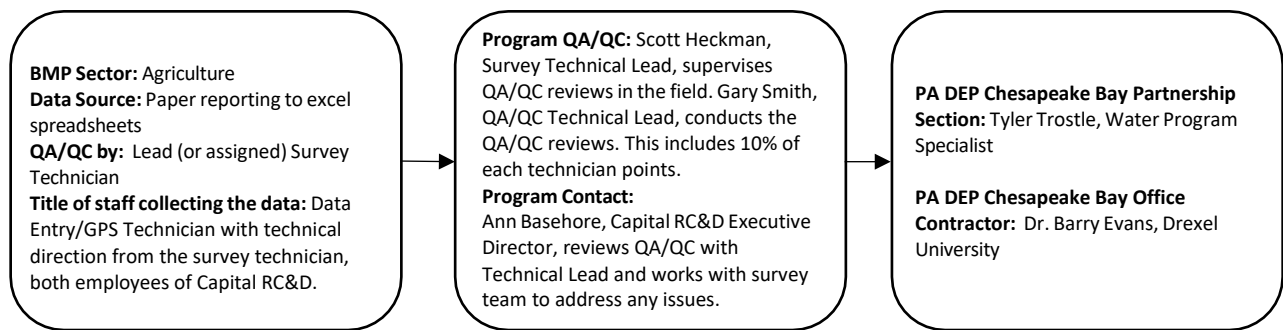 BMP Sector: Agriculture
Data Source: Paper reporting to excel
spreadsheets
QA/QC by: Lead (or assigned) Survey
Technician
Title of staff collecting the data: Data
Entry/GPS Technician with technical
direction from the survey technician,
both employees of Capital RC&D.
Program QA/QC: Scott Heckman,
Survey Technical Lead, supervises
QA/QC reviews in the field. Gary Smith,
QA/QC Technical Lead, conducts the
QA/QC reviews. This includes 10% of
each technician points.
Program Contact:
Ann Basehore, Capital RC&D Executive
Director, reviews QA/QC with
Technical Lead and works with survey
team to address any issues.
PA DEP Chesapeake Bay Partnership
Section: Tyler Trostle, Water Program
Specialist
PA DEP Chesapeake Bay Office
Contractor: Dr. Barry Evans, Drexel
University